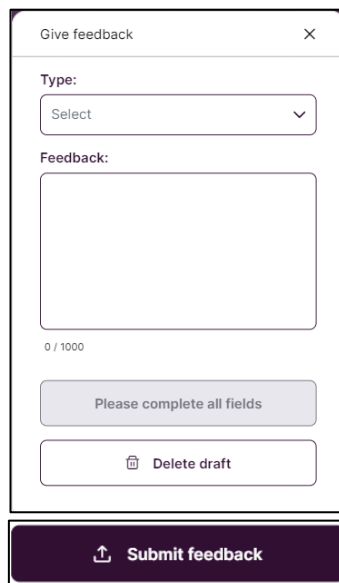 Give feedback
Type:
Select
Feedback:
0 / 1000
Please complete all fields
Delete draft
Submit feedback